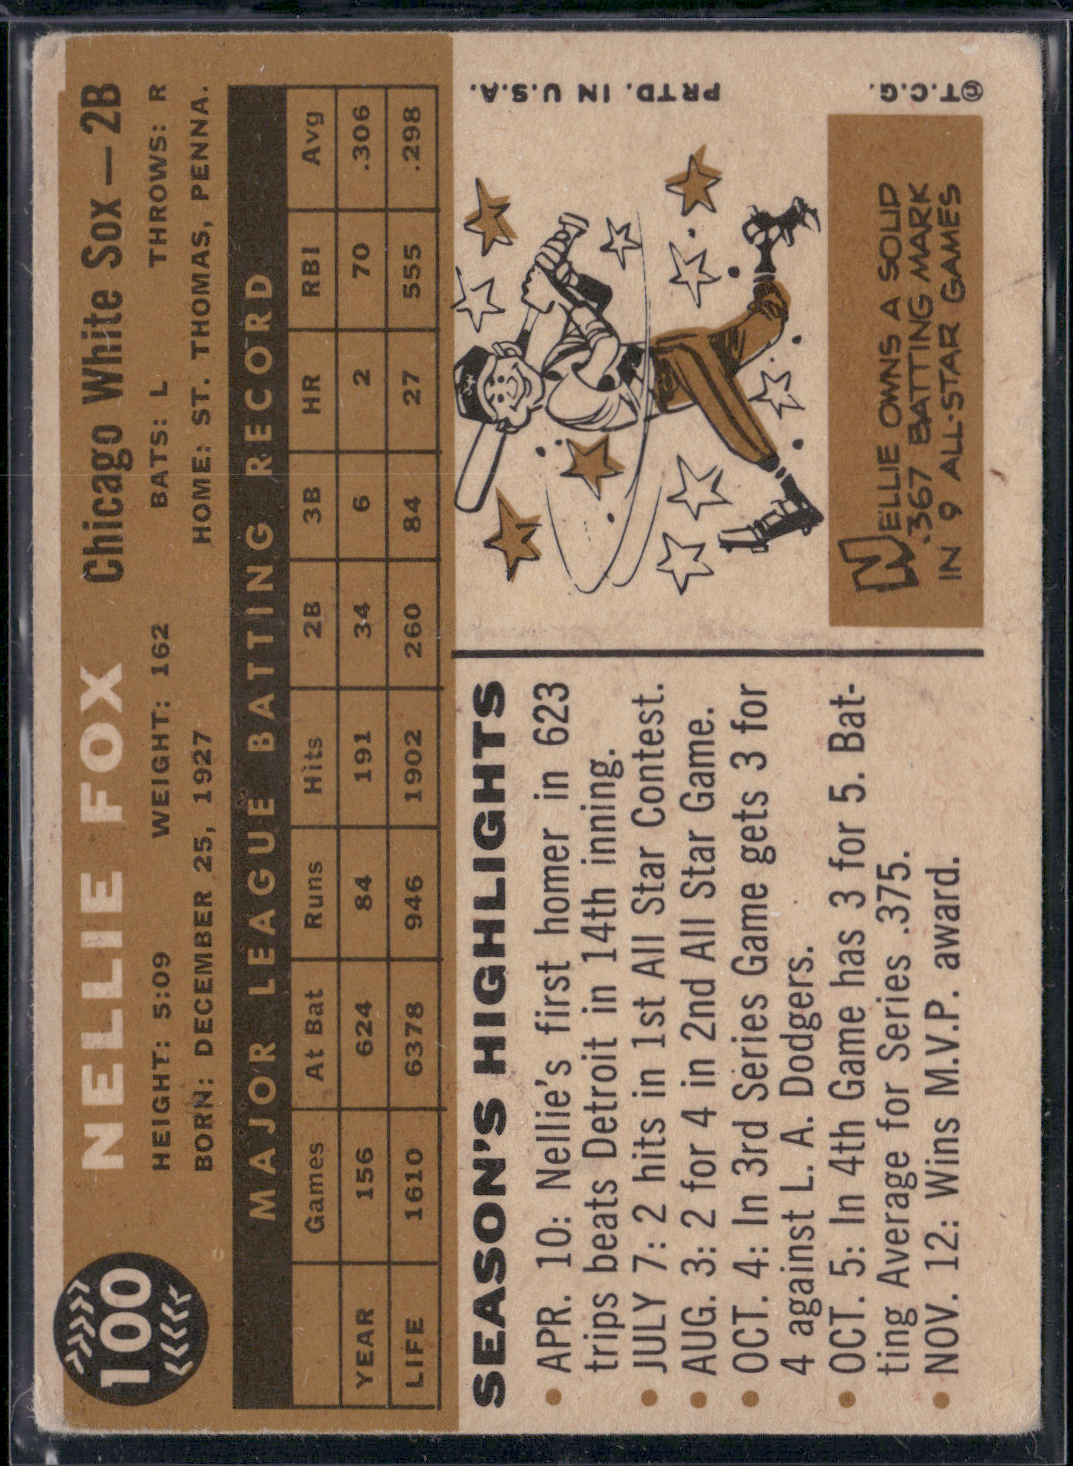 100
NELLIE FOX
Chicago White Sox — 2B
HEIGHT: 5:09 WEIGHT: 162 BATS: L THROWS: R
BORN: DECEMBER 25, 1927 HOME: ST. THOMAS, PENNA.
MAJOR LEAGUE BATTING RECORD
Games At Bat Runs Hits 2B 3B HR RBI Avg
YEAR 156 624 84 191 34 6 2 70 .306
LIFE 1610 6378 946 1902 260 84 27 555 .298
SEASON'S HIGHLIGHTS
• APR. 10: Nellie's first homer in 623
trips beats Detroit in 14th inning.
• JULY 7: 2 hits in 1st All Star Contest.
• AUG. 3: 2 for 4 in 2nd All Star Game.
• OCT. 4: In 3rd Series Game gets 3 for
4 against L. A. Dodgers.
• OCT. 5: In 4th Game has 3 for 5. Bat-
ting Average for Series .375.
• NOV. 12: Wins M.V.P. award.
NELLIE OWNS A SOLID
.367 BATTING MARK
IN 9 ALL-STAR GAMES
©T.C.G.
PRTD. IN U.S.A.